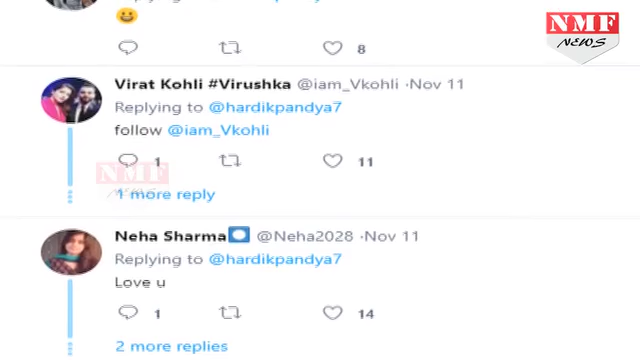 8
NMF
NEWS
Virat Kohli #Virushka @iam_Vkohli · Nov 11
Replying to @hardikpandya7
follow @iam_Vkohli
1 11
NMF
NEWS
1 more reply
Neha Sharma @Neha2028 · Nov 11
Replying to @hardikpandya7
Love u
1 14
2 more replies